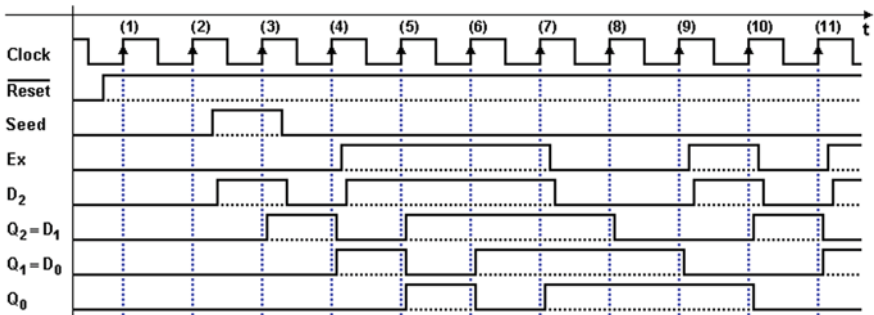 (1) (2) (3) (4) (5) (6) (7) (8) (9) (10) (11)
t
Clock
R̅e̅s̅e̅t̅
Seed
Ex
D₂
Q₂=D₁
Q₁=D₀
Q₀